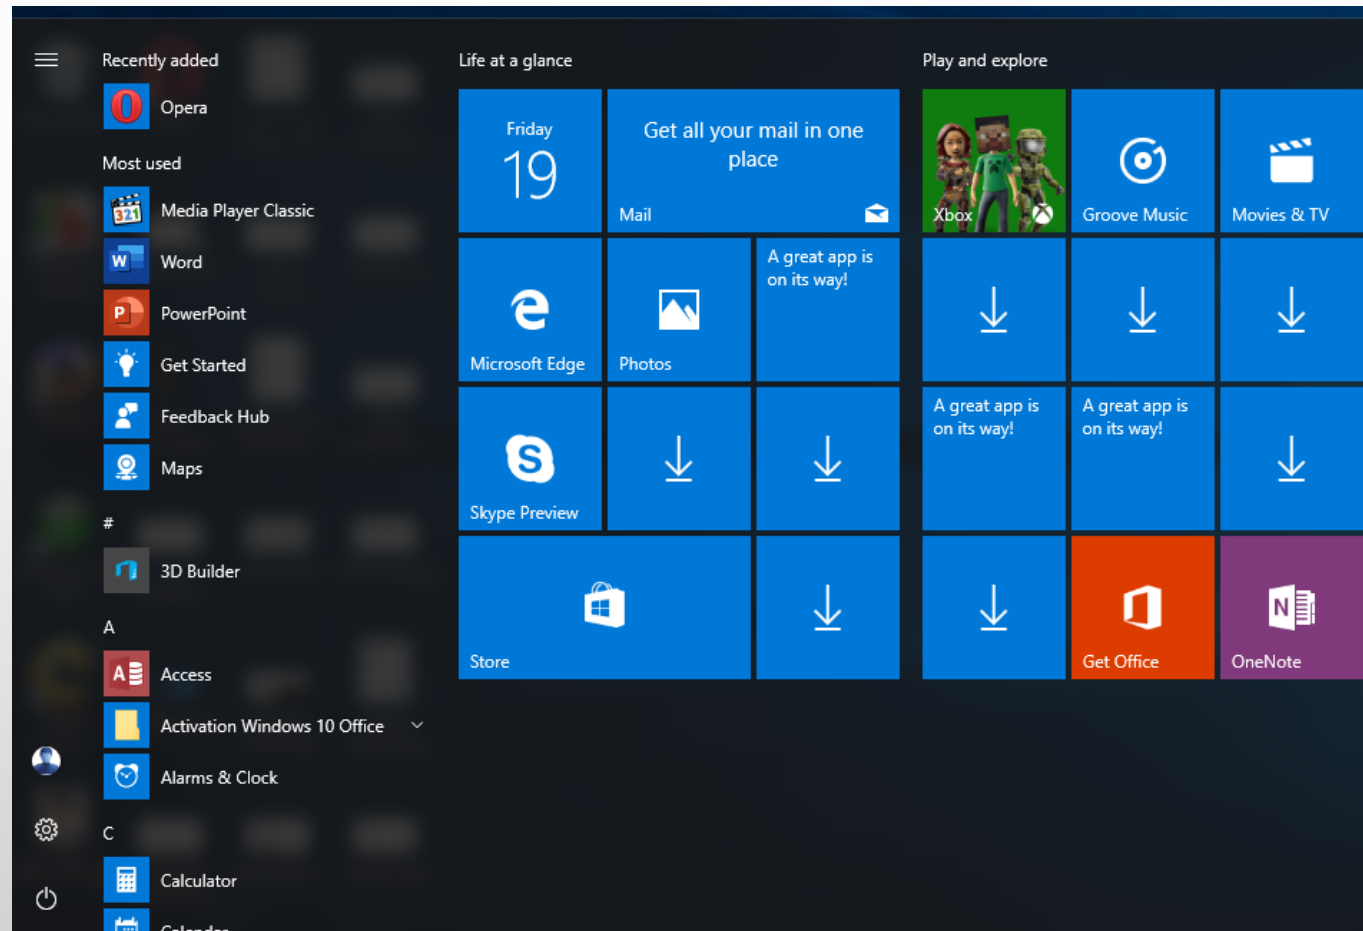 Recently added
Opera
Most used
321
Media Player Classic
W
Word
P
PowerPoint
Get Started
Feedback Hub
Maps
#
3D Builder
A
A
Access
Activation Windows 10 Office
Alarms & Clock
C
Calculator
Calendar
Life at a glance
Friday
19
Get all your mail in one
place
Mail
Microsoft Edge
Photos
A great app is
on its way!
S
Skype Preview
Store
Play and explore
Xbox
Groove Music
Movies & TV
A great app is
on its way!
A great app is
on its way!
Get Office
N
OneNote